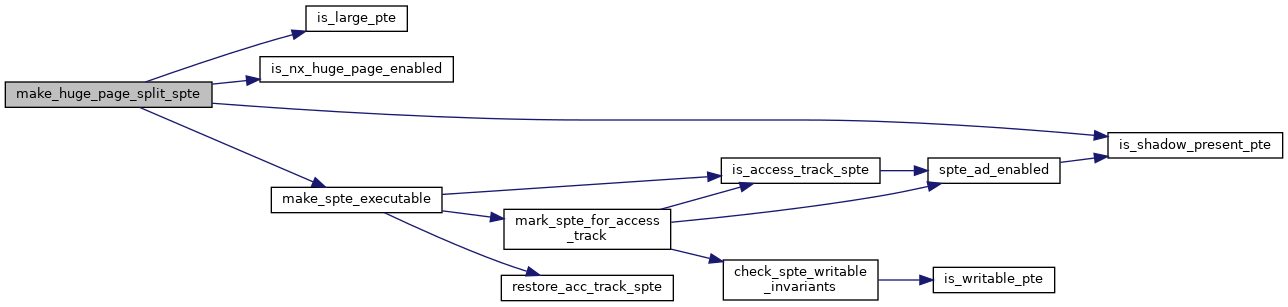 is_large_pte
is_nx_huge_page_enabled
make_huge_page_split_spte
is_shadow_present_pte
is_access_track_spte
spte_ad_enabled
make_spte_executable
mark_spte_for_access
_track
check_spte_writable
_invariants
is_writable_pte
restore_acc_track_spte